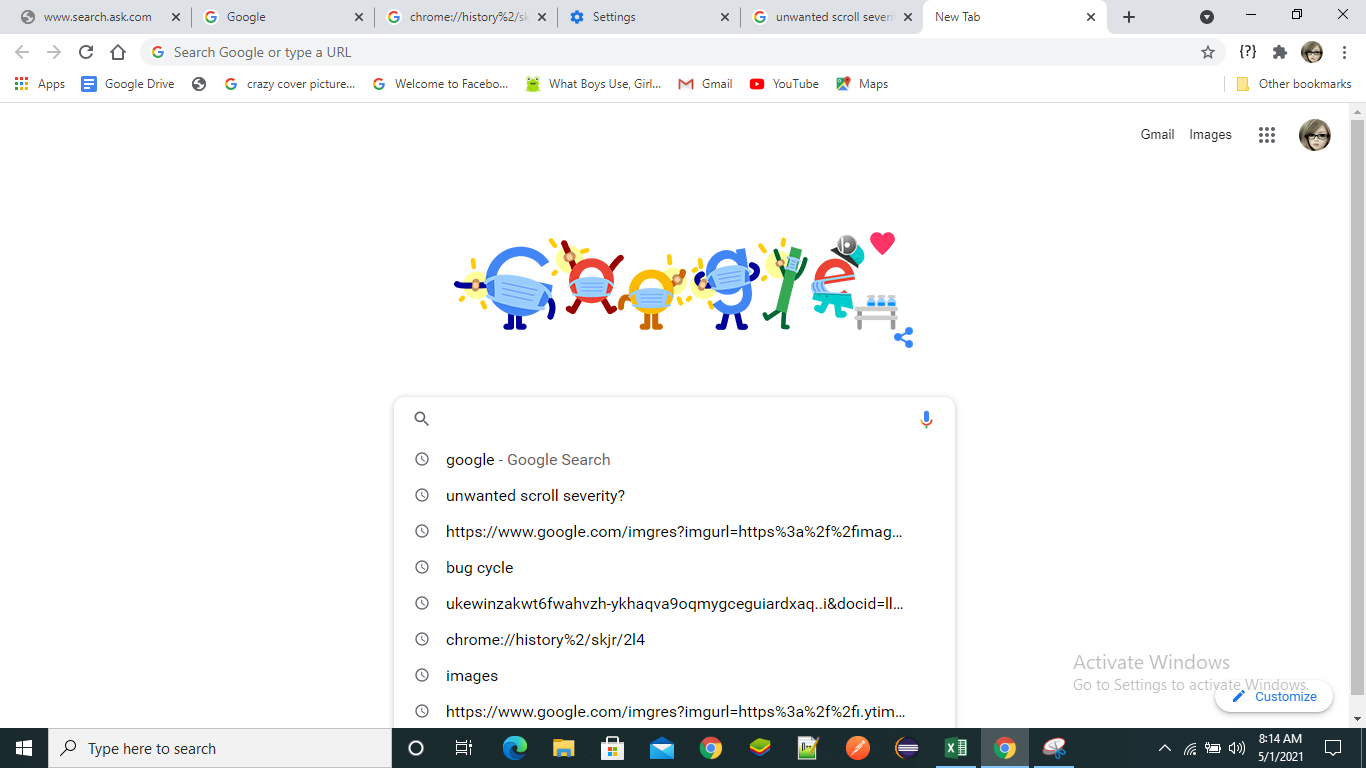 www.search.ask.com
Google
chrome://history%2/sk
Settings
unwanted scroll severi
New Tab
Search Google or type a URL
{?}
Apps
Google Drive
crazy cover picture...
Welcome to Facebo...
What Boys Use, Girl...
Gmail
YouTube
Maps
Other bookmarks
Gmail
Images
Google
google - Google Search
unwanted scroll severity?
https://www.google.com/imgres?imgurl=https%3a%2f%2fimag...
bug cycle
ukewinzakwt6fwahvzh-ykhaqva9oqmygceguiardxaq..i&docid=ll...
chrome://history%2/skjr/2l4
images
https://www.google.com/imgres?imgurl=https%3a%2f%2fi.ytim...
Activate Windows
Go to Settings to activate Windows.
Customize
Type here to search
8:14 AM
5/1/2021